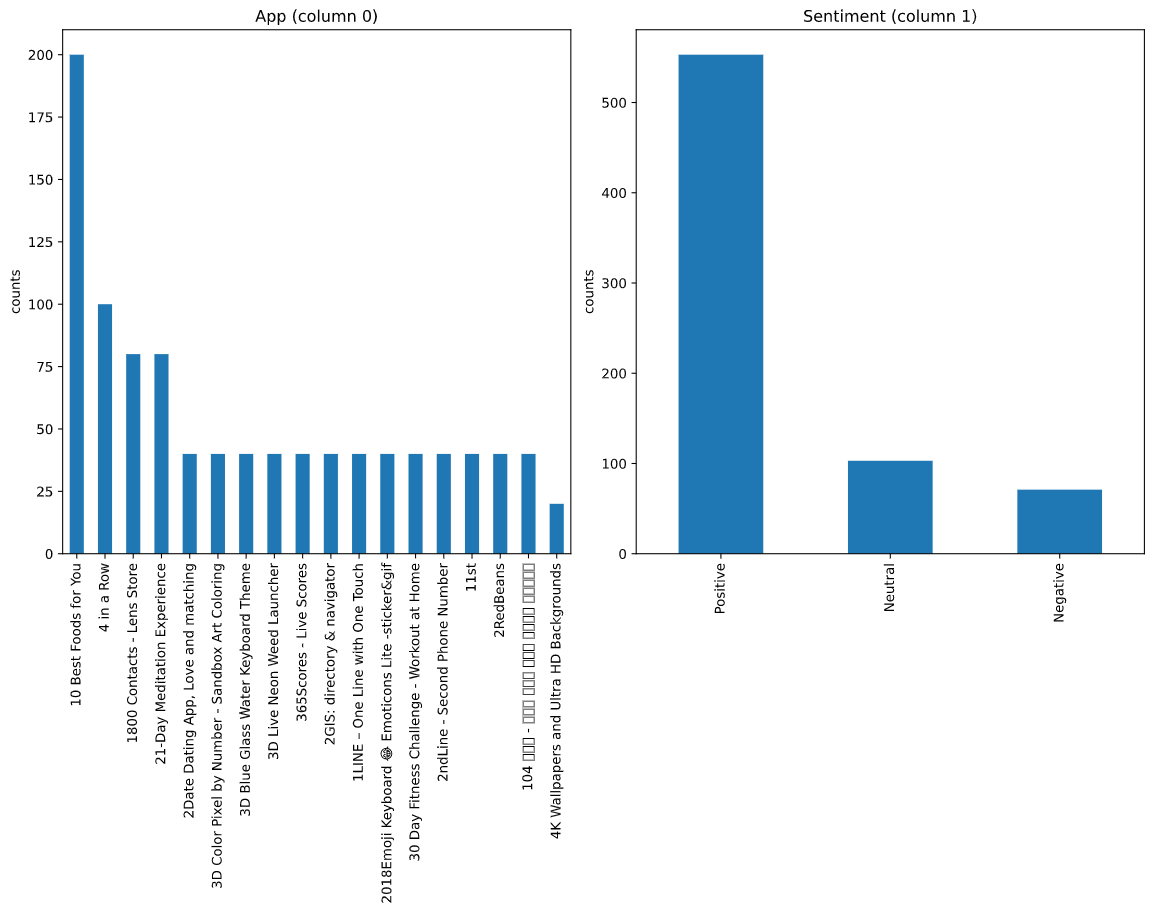 App (column 0)
200
175
150
125
100
75
50
25
0
counts
10 Best Foods for You
4 in a Row
1800 Contacts - Lens Store
21-Day Meditation Experience
2Date Dating App, Love and matching
3D Color Pixel by Number - Sandbox Art Coloring
3D Blue Glass Water Keyboard Theme
3D Live Neon Weed Launcher
365Scores - Live Scores
2GIS: directory & navigator
1LINE – One Line with One Touch
2018Emoji Keyboard 😂 Emoticons Lite -sticker&gif
30 Day Fitness Challenge - Workout at Home
2ndLine - Second Phone Number
11st
2RedBeans
104 -
4K Wallpapers and Ultra HD Backgrounds
Sentiment (column 1)
500
400
300
200
100
0
counts
Positive
Neutral
Negative